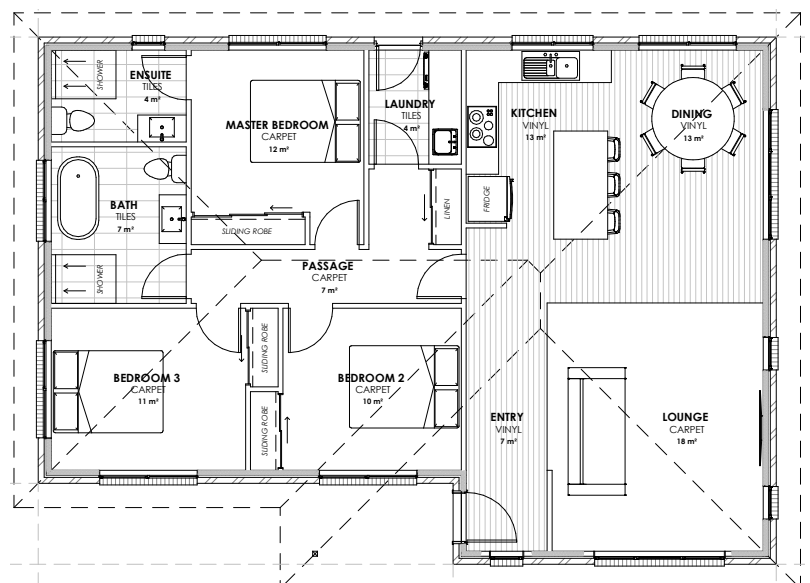 SHOWER
ENSUITE
TILES
4 m²
MASTER BEDROOM
CARPET
12 m²
LAUNDRY
TILES
4 m²
KITCHEN
VINYL
13 m²
DINING
VINYL
13 m²
BATH
TILES
7 m²
SLIDING ROBE
LINEN
FRIDGE
SHOWER
PASSAGE
CARPET
7 m²
BEDROOM 3
CARPET
11 m²
SLIDING ROBE
SLIDING ROBE
BEDROOM 2
CARPET
10 m²
ENTRY
VINYL
7 m²
LOUNGE
CARPET
18 m²